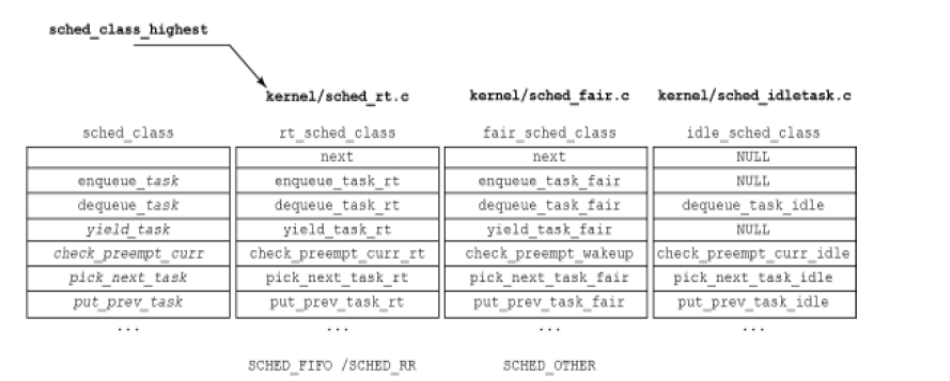 sched_class_highest
kernel/sched_rt.c kernel/sched_fair.c kernel/sched_idletask.c
sched_class rt_sched_class fair_sched_class idle_sched_class
next next NULL
enqueue_task enqueue_task_rt enqueue_task_fair NULL
dequeue_task dequeue_task_rt dequeue_task_fair dequeue_task_idle
yield_task yield_task_rt yield_task_fair NULL
check_preempt_curr check_preempt_curr_rt check_preempt_wakeup check_preempt_curr_idle
pick_next_task pick_next_task_rt pick_next_task_fair pick_next_task_idle
put_prev_task put_prev_task_rt put_prev_task_fair put_prev_task_idle
... ... ... ...
SCHED_FIFO /SCHED_RR SCHED_OTHER